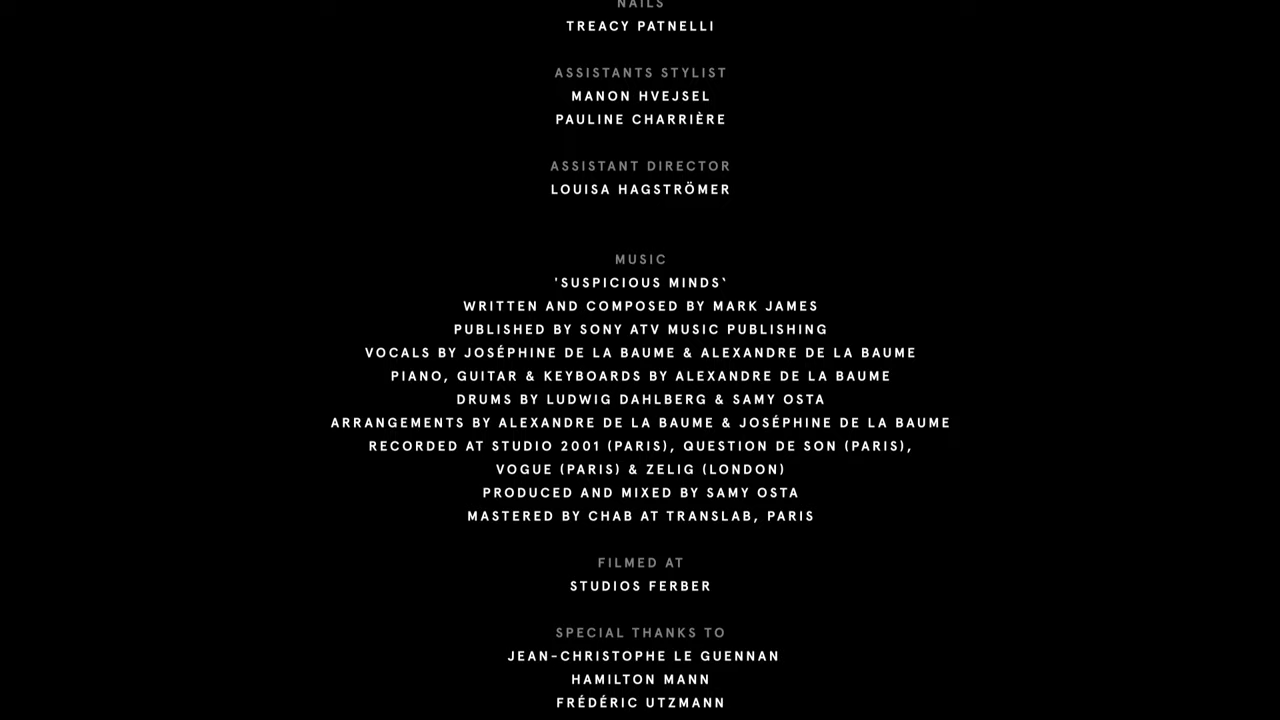 NAILS
TREACY PATNELLI
ASSISTANTS STYLIST
MANON HVEJSEL
PAULINE CHARRIÈRE
ASSISTANT DIRECTOR
LOUISA HAGSTRÖMER
MUSIC
'SUSPICIOUS MINDS`
WRITTEN AND COMPOSED BY MARK JAMES
PUBLISHED BY SONY ATV MUSIC PUBLISHING
VOCALS BY JOSÉPHINE DE LA BAUME & ALEXANDRE DE LA BAUME
PIANO, GUITAR & KEYBOARDS BY ALEXANDRE DE LA BAUME
DRUMS BY LUDWIG DAHLBERG & SAMY OSTA
ARRANGEMENTS BY ALEXANDRE DE LA BAUME & JOSÉPHINE DE LA BAUME
RECORDED AT STUDIO 2001 (PARIS), QUESTION DE SON (PARIS),
VOGUE (PARIS) & ZELIG (LONDON)
PRODUCED AND MIXED BY SAMY OSTA
MASTERED BY CHAB AT TRANSLAB, PARIS
FILMED AT
STUDIOS FERBER
SPECIAL THANKS TO
JEAN-CHRISTOPHE LE GUENNAN
HAMILTON MANN
FRÉDÉRIC UTZMANN